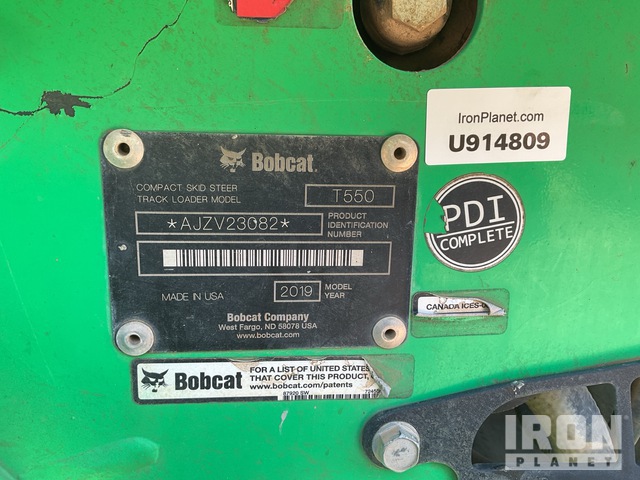 IronPlanet.com
U914809
Bobcat
COMPACT SKID STEER
TRACK LOADER MODEL
T550
*AJZV23082*
PRODUCT
IDENTIFICATION
NUMBER
MADE IN USA
2019
MODEL
YEAR
Bobcat Company
West Fargo, ND 58078 USA
www.bobcat.com
PDI
COMPLETE
CANADA ICES-
Bobcat
FOR A LIST OF UNITED STATES
THAT COVER THIS PRODUCT,
www.bobcat.com/patents
IRON
PLANET